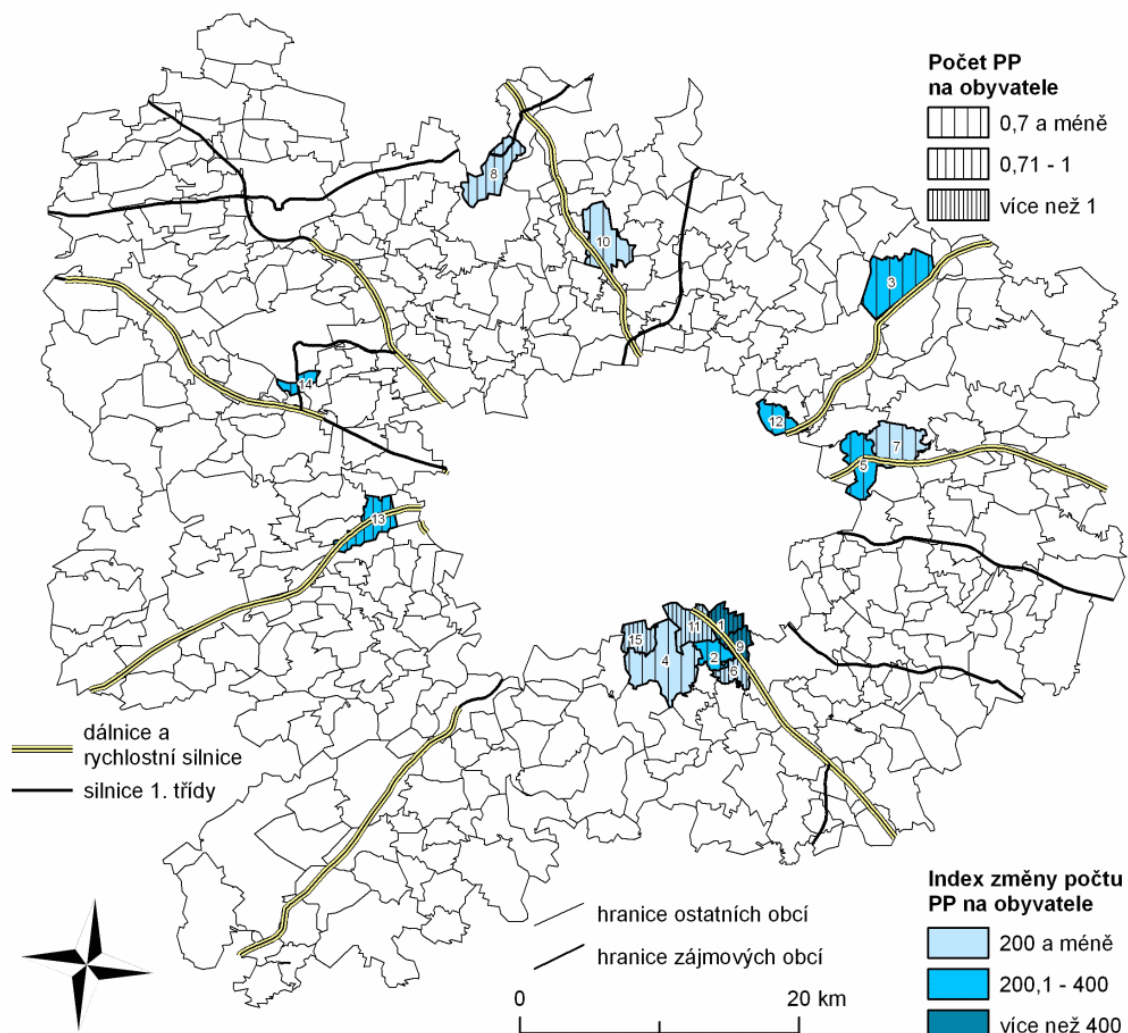 Počet PP
na obyvatele
0,7 a méně
0,71 - 1
více než 1
8
10
3
14
12
7
5
13
1
11
15
9
2
4
6
dálnice a
rychlostní silnice
silnice 1. třídy
hranice ostatních obcí
hranice zájmových obcí
0 20 km
Index změny počtu
PP na obyvatele
200 a méně
200,1 - 400
více než 400